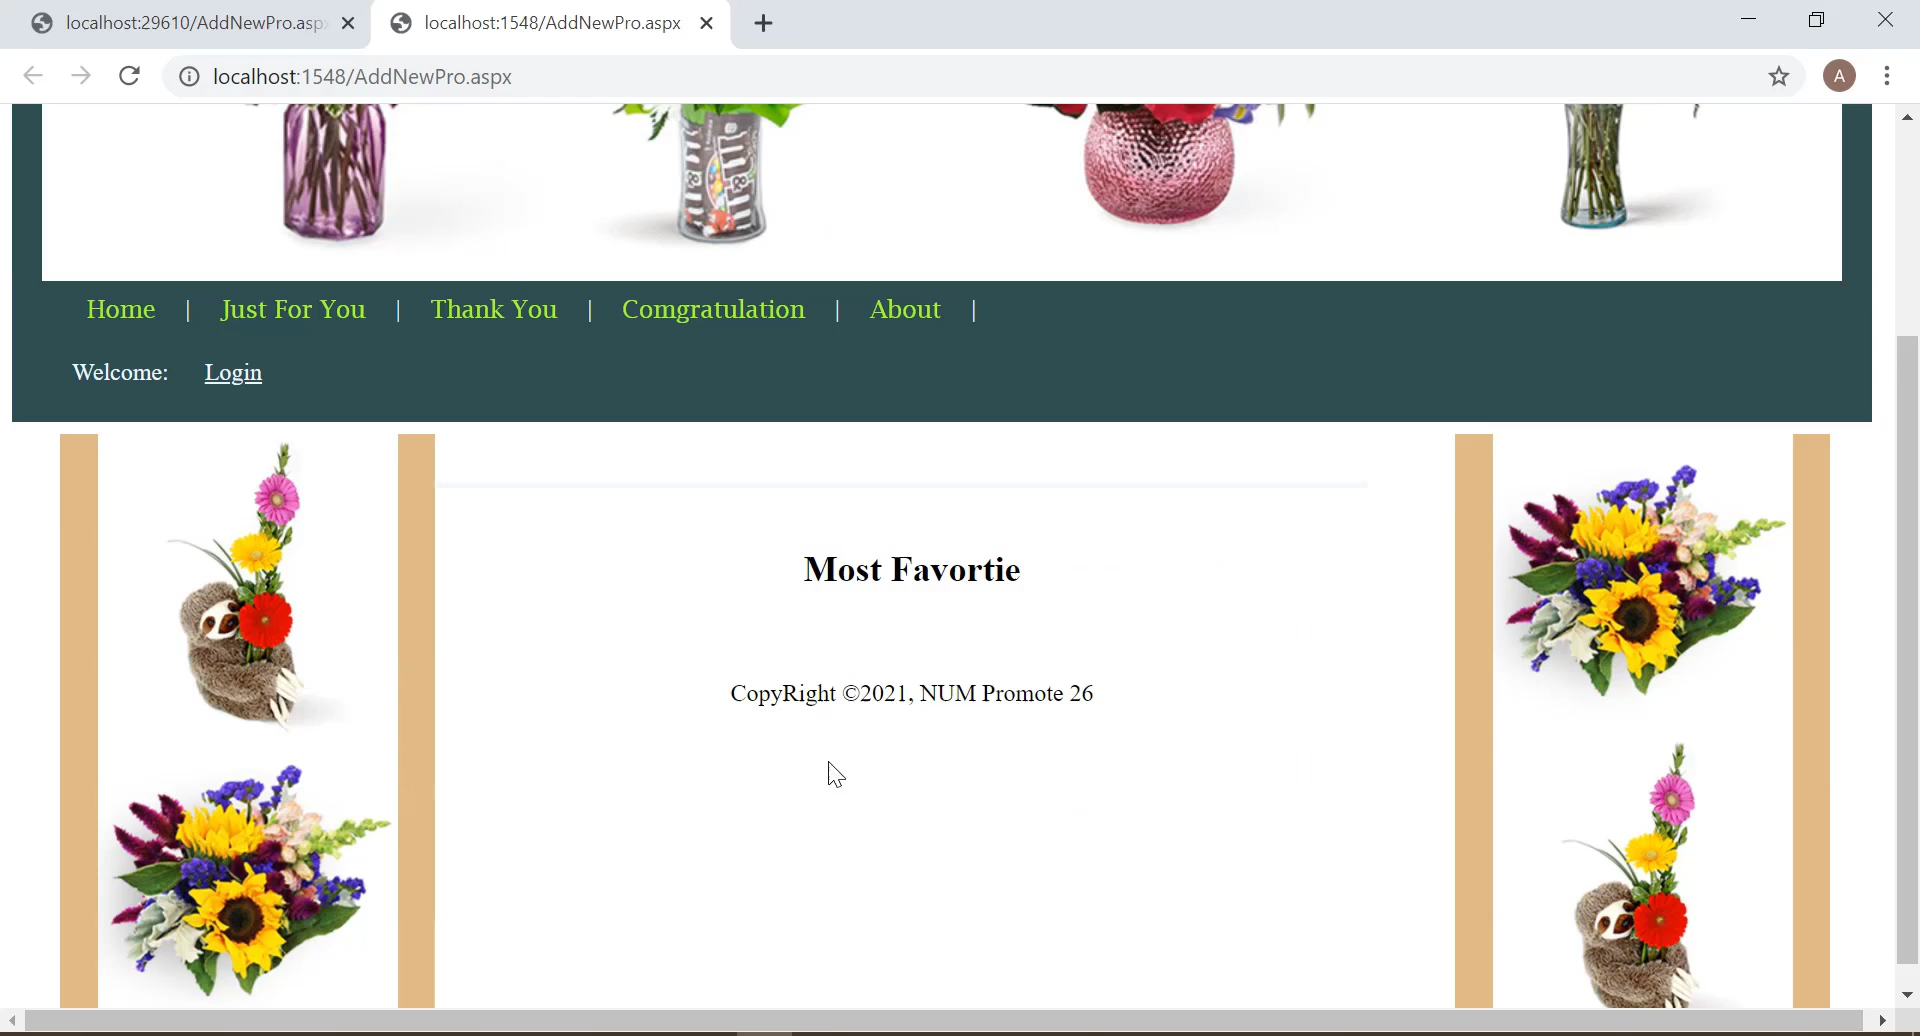 localhost:29610/AddNewPro.asp
localhost:1548/AddNewPro.aspx
localhost:1548/AddNewPro.aspx
A
m&m
Home | Just For You | Thank You | Comgratulation | About |
Welcome: Login
Most Favortie
CopyRight ©2021, NUM Promote 26